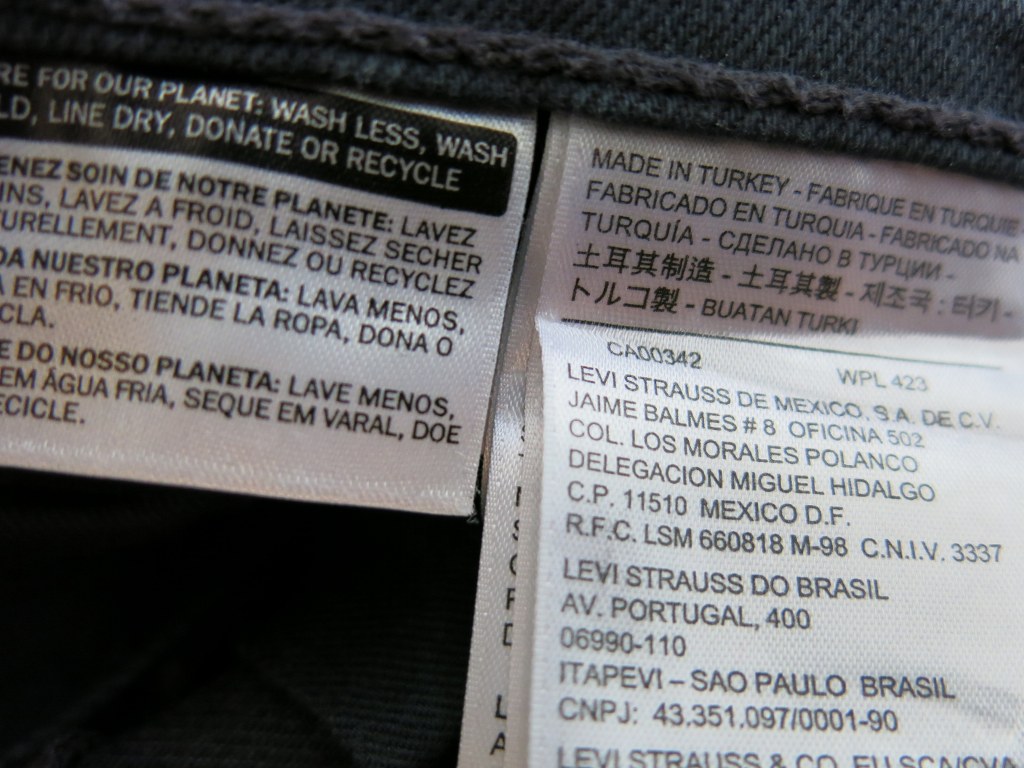 RE FOR OUR PLANET: WASH LESS, WASH
LD, LINE DRY, DONATE OR RECYCLE
ENEZ SOIN DE NOTRE PLANETE: LAVEZ
INS, LAVEZ A FROID, LAISSEZ SECHER
URELLEMENT, DONNEZ OU RECYCLEZ
DA NUESTRO PLANETA: LAVA MENOS,
A EN FRIO, TIENDE LA ROPA, DONA O
CLA.
E DO NOSSO PLANETA: LAVE MENOS,
EM ÁGUA FRIA, SEQUE EM VARAL, DOE
ECICLE.
MADE IN TURKEY - FABRIQUE EN TURQUIE
FABRICADO EN TURQUIA - FABRICADO NA
TURQUÍA - СДЕЛАНО В ТУРЦИИ -
土耳其制造 - 土耳其製 - 제조국 : 터키 -
トルコ製 - BUATAN TURKI
CA00342 WPL 423
LEVI STRAUSS DE MEXICO, S.A. DE C.V.
JAIME BALMES # 8 OFICINA 502
COL. LOS MORALES POLANCO
DELEGACION MIGUEL HIDALGO
C.P. 11510 MEXICO D.F.
R.F.C. LSM 660818 M-98 C.N.I.V. 3337
LEVI STRAUSS DO BRASIL
AV. PORTUGAL, 400
06990-110
ITAPEVI – SAO PAULO BRASIL
CNPJ: 43.351.097/0001-90
LEVI STRAUSS & CO.